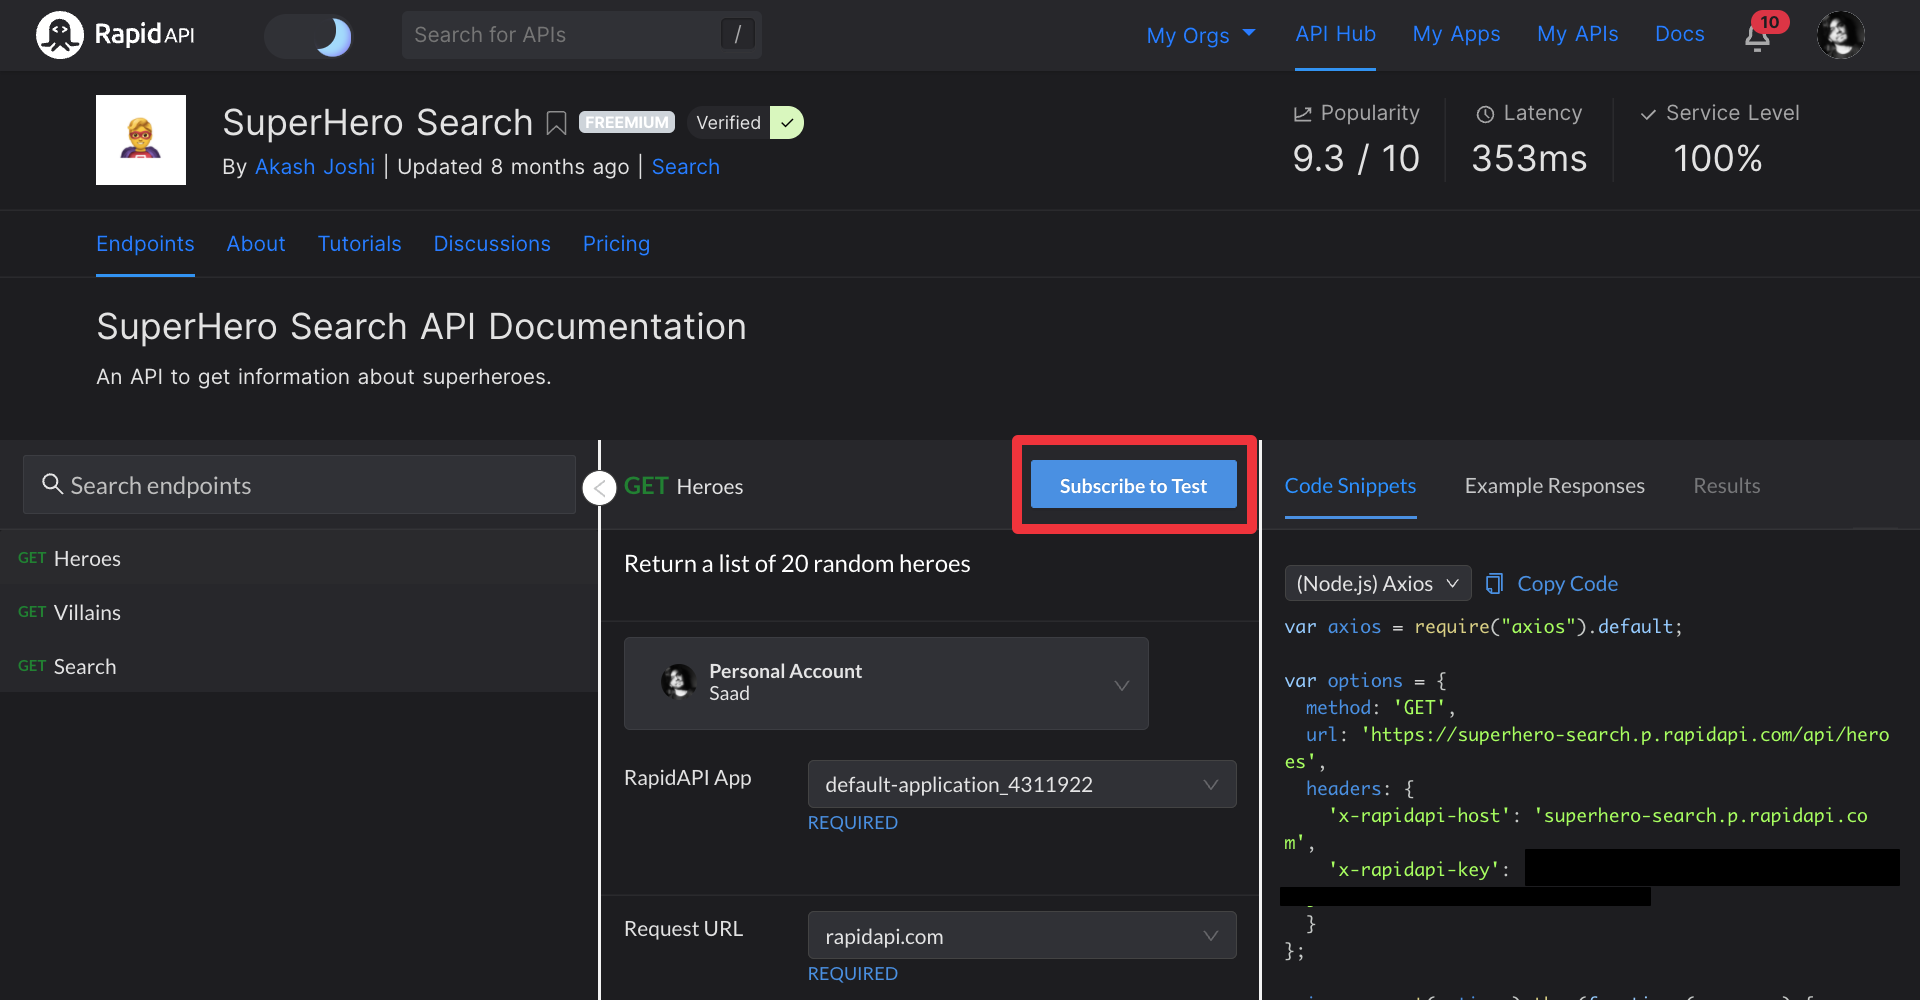 RapidAPI
Search for APIs /
My Orgs API Hub My Apps My APIs Docs 10
SuperHero Search FREEMIUM Verified
By Akash Joshi | Updated 8 months ago | Search
Popularity Latency Service Level
9.3 / 10 353ms 100%
Endpoints About Tutorials Discussions Pricing
SuperHero Search API Documentation
An API to get information about superheroes.
Search endpoints
GET Heroes
GET Villains
GET Search
GET Heroes Subscribe to Test
Return a list of 20 random heroes
Personal Account
Saad
RapidAPI App default-application_4311922
REQUIRED
Request URL rapidapi.com
REQUIRED
Code Snippets Example Responses Results
(Node.js) Axios Copy Code
var axios = require("axios").default;
var options = {
method: 'GET',
url: 'https://superhero-search.p.rapidapi.com/api/hero
es',
headers: {
'x-rapidapi-host': 'superhero-search.p.rapidapi.co
m',
'x-rapidapi-key':
}
};